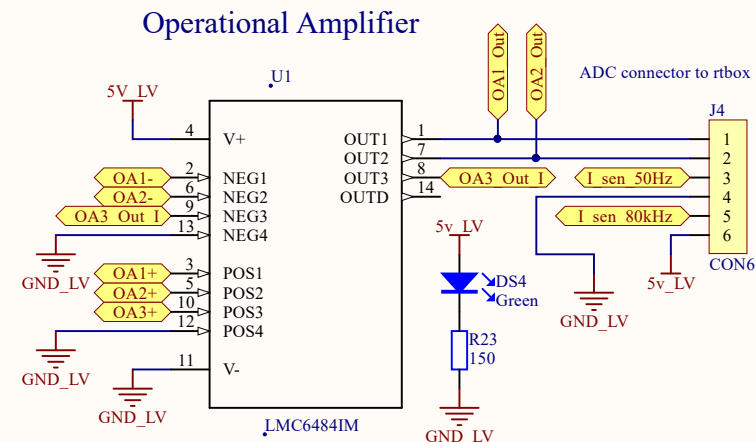 Operational Amplifier
U1
5V_LV
4 V+
2 NEG1
6 NEG2
9 NEG3
13 NEG4
3 POS1
5 POS2
10 POS3
12 POS4
11 V-
OA1-
OA2-
OA3 Out I
GND_LV
OA1+
OA2+
OA3+
GND_LV
GND_LV
OUT1 1
OUT2 7
OUT3 8
OUTD 14
LMC6484IM
OA1 Out
OA2 Out
OA3 Out I
5v_LV
DS4
Green
R23
150
GND_LV
ADC connector to rtbox
J4
1
2
3
4
5
6
CON6
I sen 50Hz
I sen 80kHz
GND_LV
5v_LV